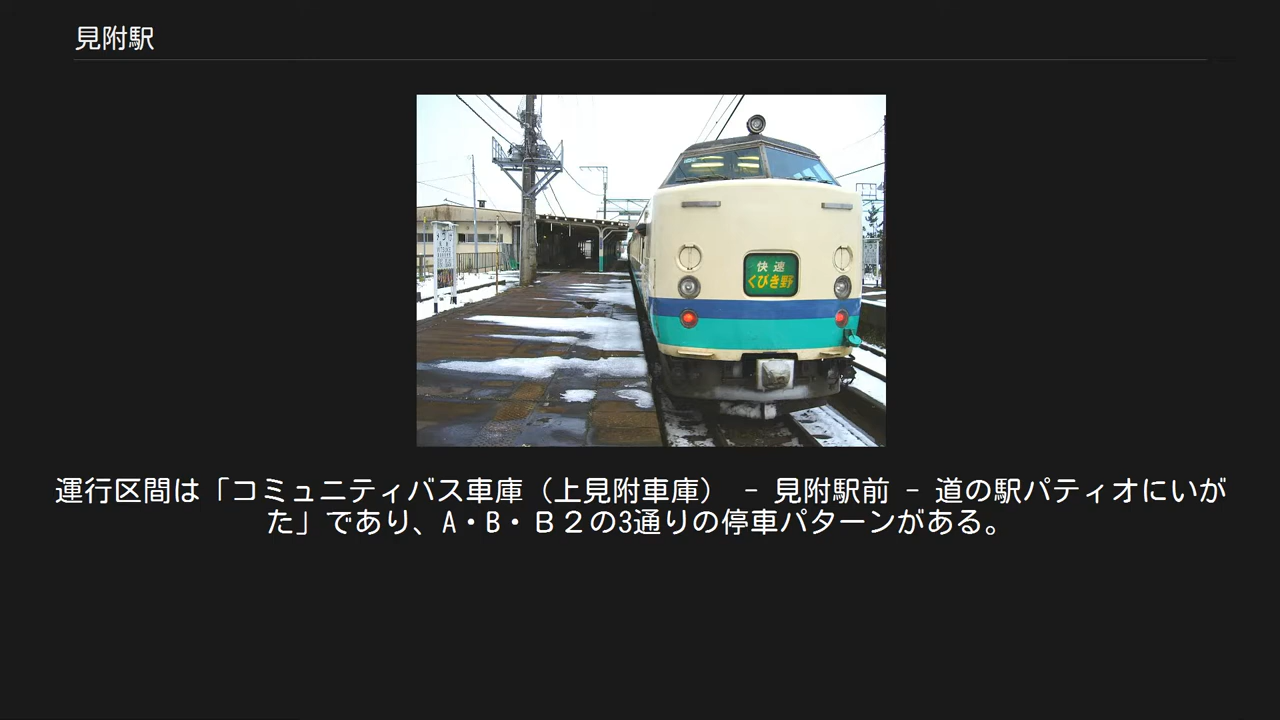 見附駅
快速
くびき野
運行区間は「コミュニティバス車庫（上見附車庫） - 見附駅前 - 道の駅パティオにいが
た」であり、A・B・Ｂ２の3通りの停車パターンがある。